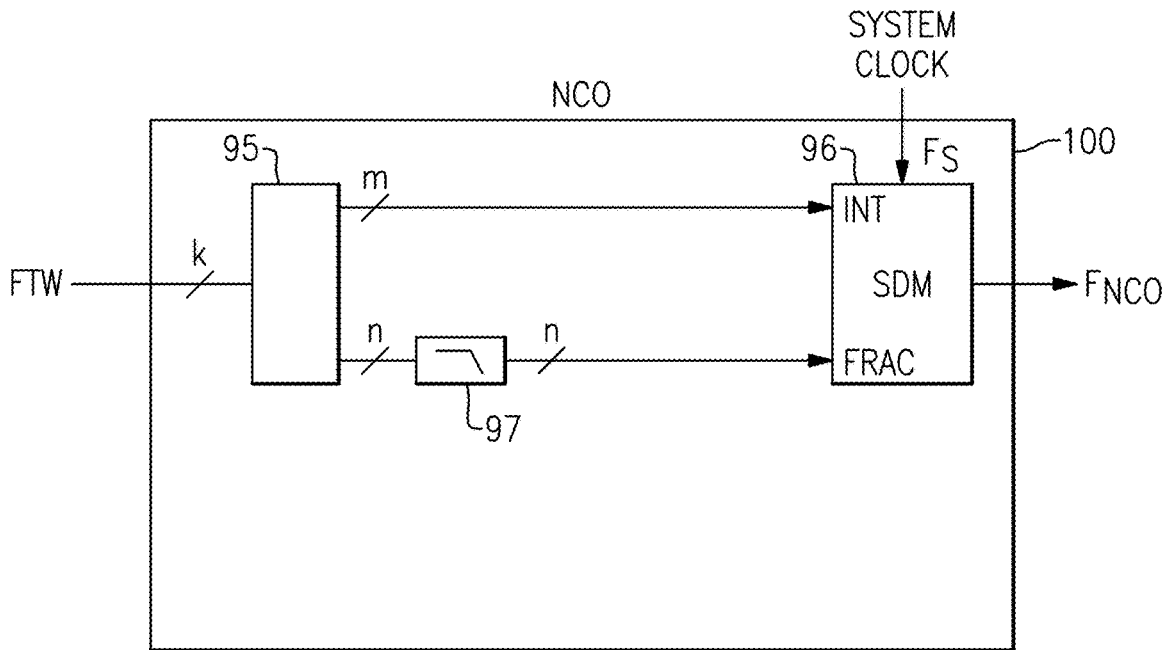 SYSTEM
CLOCK
NCO
100
95
96
FS
m
INT
k
FTW
SDM
FNCO
n
n
FRAC
97